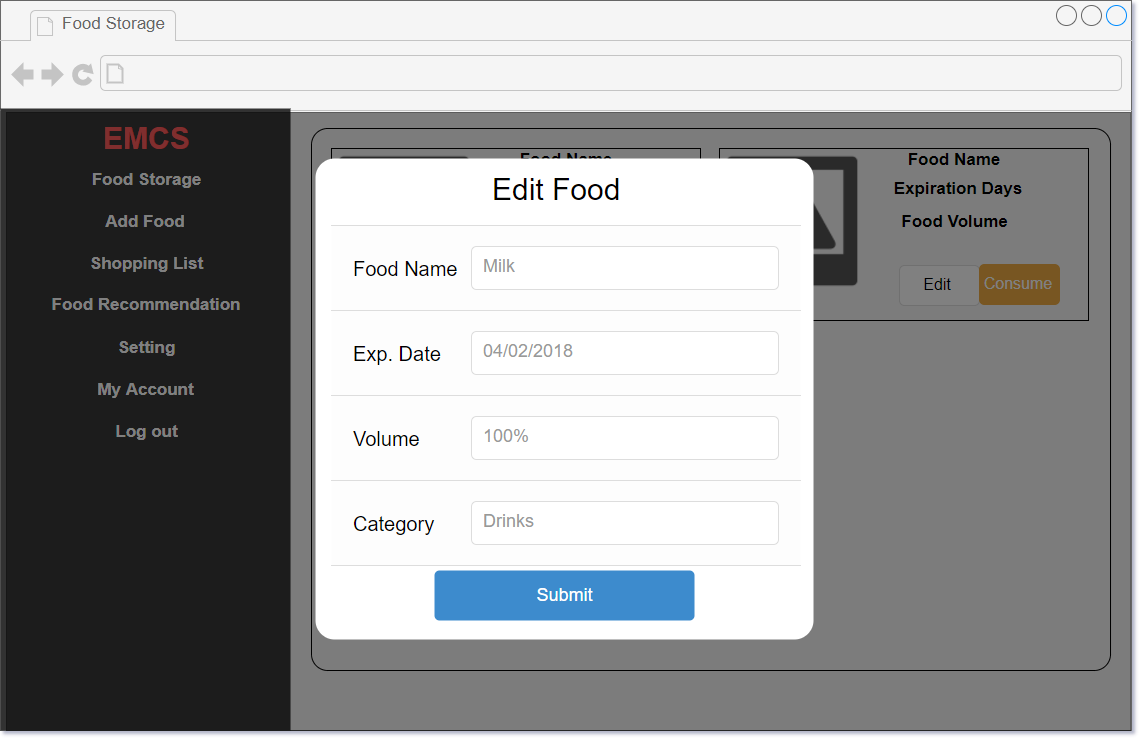 Food Storage
EMCS
Food Storage
Add Food
Shopping List
Food Recommendation
Setting
My Account
Log out
Food Name
Food Name
Expiration Days
Food Volume
Edit
Consume
Edit Food
Food Name
Milk
Exp. Date
04/02/2018
Volume
100%
Category
Drinks
Submit